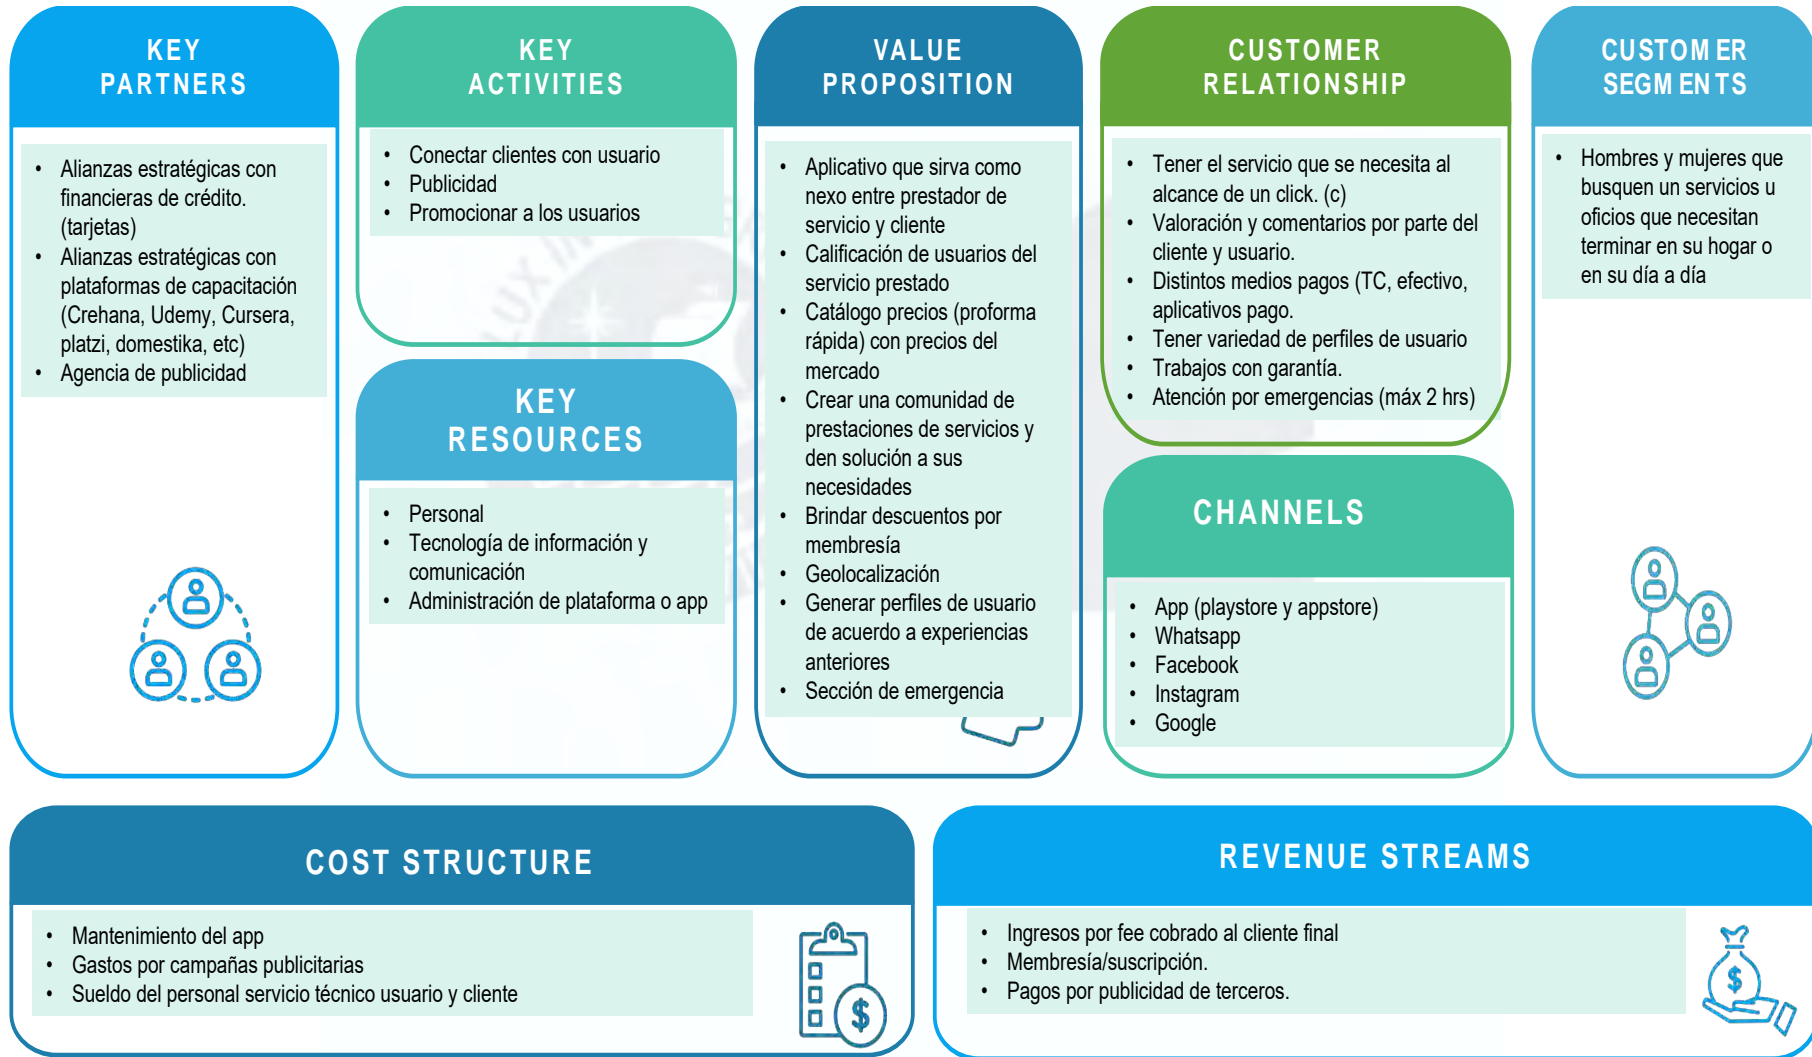 KEY
PARTNERS
• Alianzas estratégicas con
financieras de crédito.
(tarjetas)
• Alianzas estratégicas con
plataformas de capacitación
(Crehana, Udemy, Cursera,
platzi, domestika, etc)
• Agencia de publicidad
KEY
ACTIVITIES
• Conectar clientes con usuario
• Publicidad
• Promocionar a los usuarios
KEY
RESOURCES
• Personal
• Tecnología de información y
comunicación
• Administración de plataforma o app
VALUE
PROPOSITION
• Aplicativo que sirva como
nexo entre prestador de
servicio y cliente
• Calificación de usuarios del
servicio prestado
• Catálogo precios (proforma
rápida) con precios del
mercado
• Crear una comunidad de
prestaciones de servicios y
den solución a sus
necesidades
• Brindar descuentos por
membresía
• Geolocalización
• Generar perfiles de usuario
de acuerdo a experiencias
anteriores
• Sección de emergencia
CUSTOMER
RELATIONSHIP
• Tener el servicio que se necesita al
alcance de un click. (c)
• Valoración y comentarios por parte del
cliente y usuario.
• Distintos medios pagos (TC, efectivo,
aplicativos pago.
• Tener variedad de perfiles de usuario
• Trabajos con garantía.
• Atención por emergencias (máx 2 hrs)
CHANNELS
• App (playstore y appstore)
• Whatsapp
• Facebook
• Instagram
• Google
CUSTOMER
SEGMENTS
• Hombres y mujeres que
busquen un servicios u
oficios que necesitan
terminar en su hogar o
en su día a día
COST STRUCTURE
• Mantenimiento del app
• Gastos por campañas publicitarias
• Sueldo del personal servicio técnico usuario y cliente
$
REVENUE STREAMS
• Ingresos por fee cobrado al cliente final
• Membresía/suscripción.
• Pagos por publicidad de terceros.
$
LUX IN